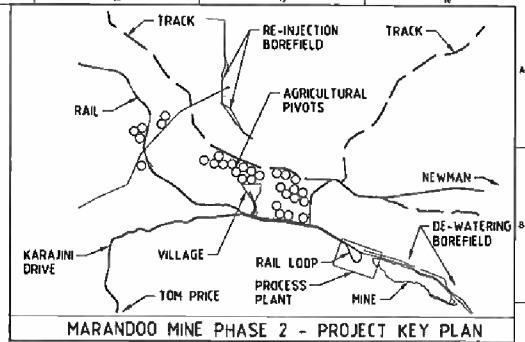 TRACK
RE-INJECTION
BOREFIELD
TRACK
AGRICULTURAL
PIVOTS
RAIL
NEWMAN
DE-WATERING
BOREFIELD
KARAJINI
DRIVE
VILLAGE
RAIL LOOP
PROCESS
PLANT
MINE
TOM PRICE
MARANDOO MINE PHASE 2 - PROJECT KEY PLAN
A
B